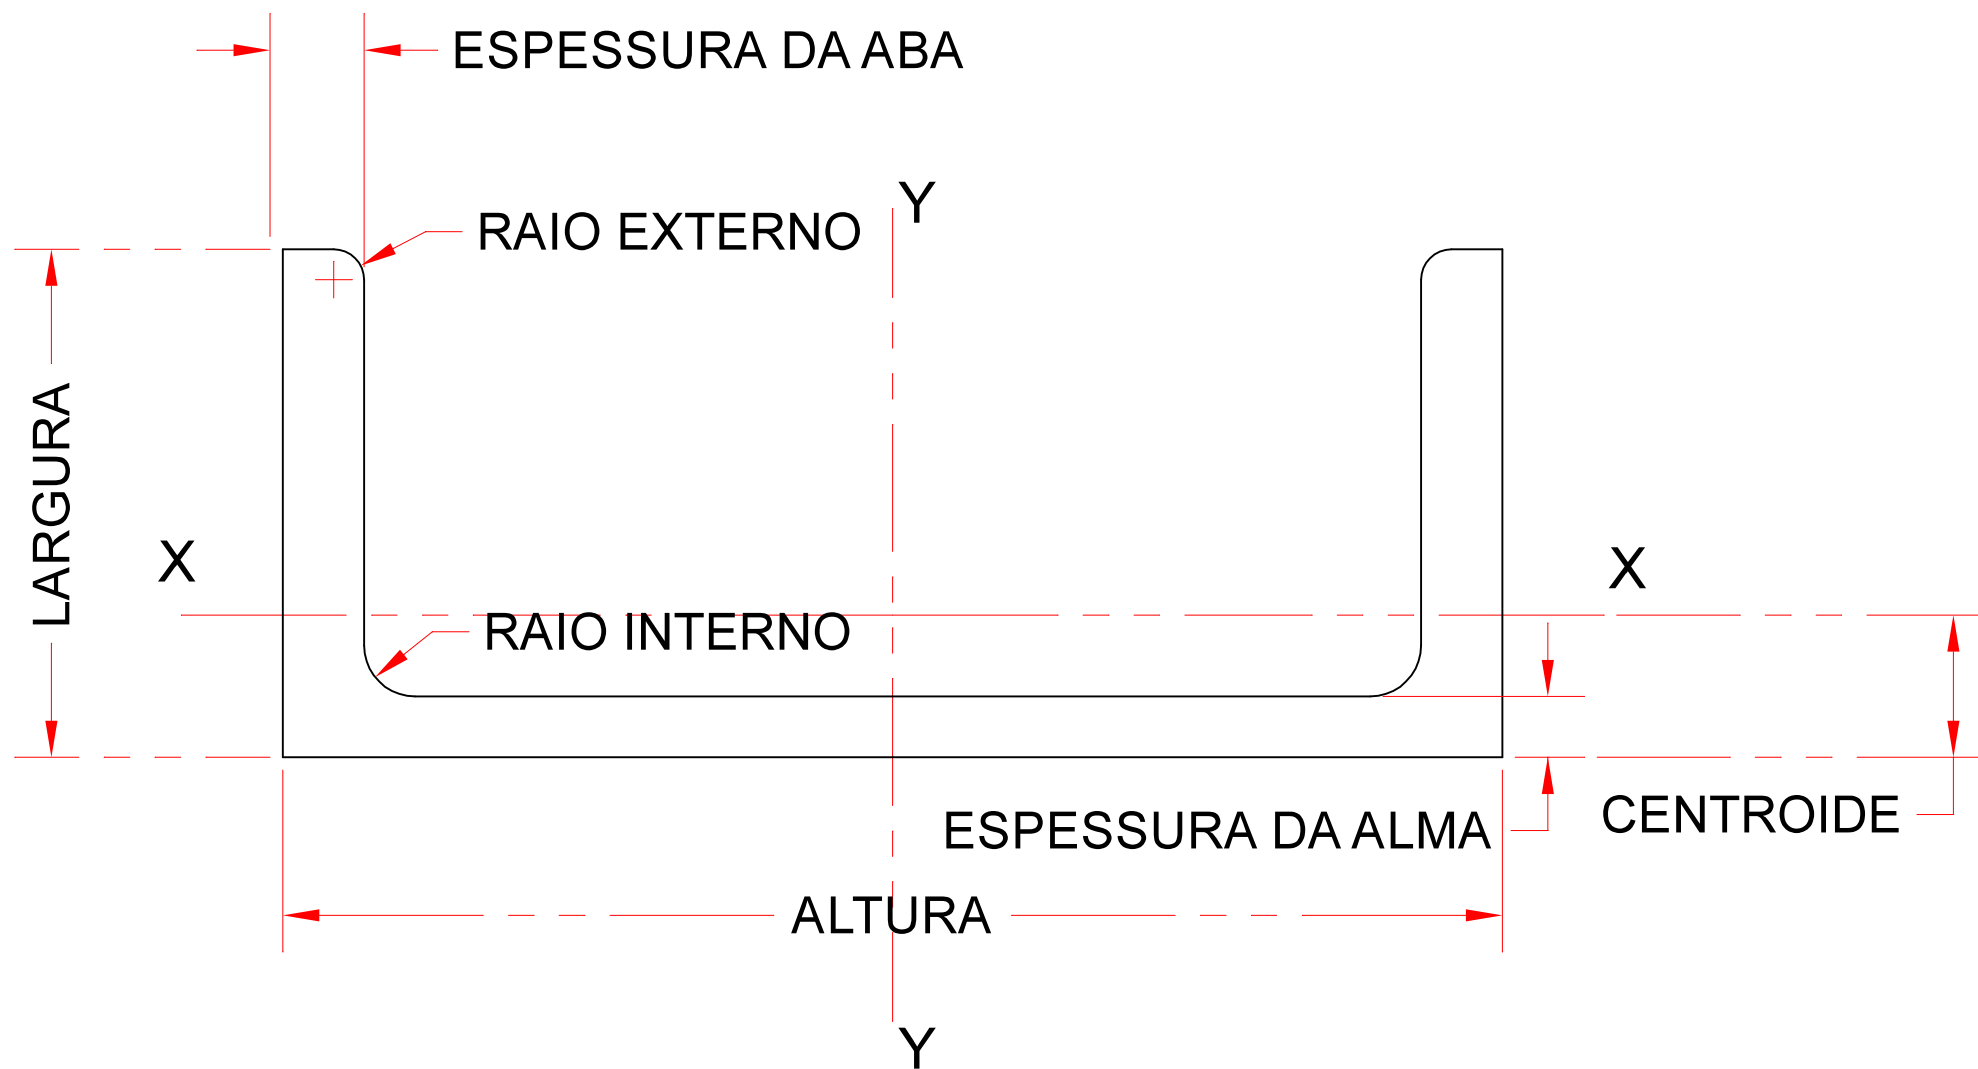 ESPESSURA DA ABA
Y
RAIO EXTERNO
LARGURA
X
X
RAIO INTERNO
CENTROIDE
ESPESSURA DA ALMA
ALTURA
Y